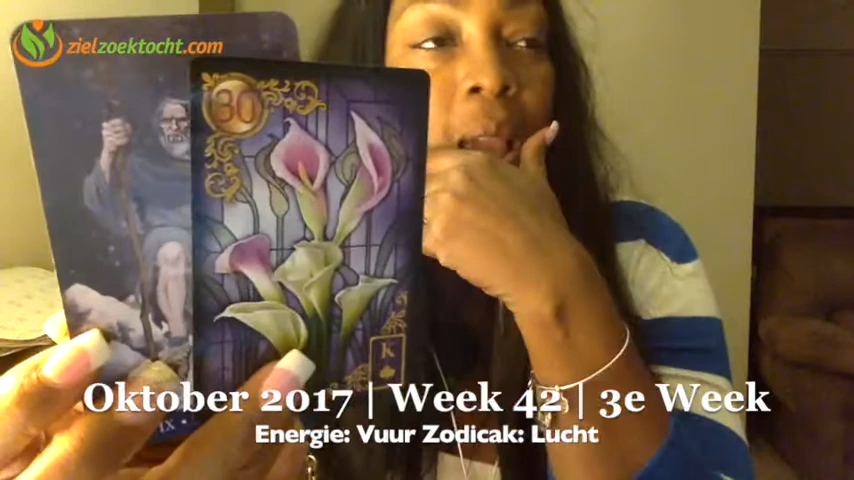 zielzoektocht.com
30
K
IX
Oktober 2017 | Week 42 | 3e Week
Energie: Vuur Zodicak: Lucht